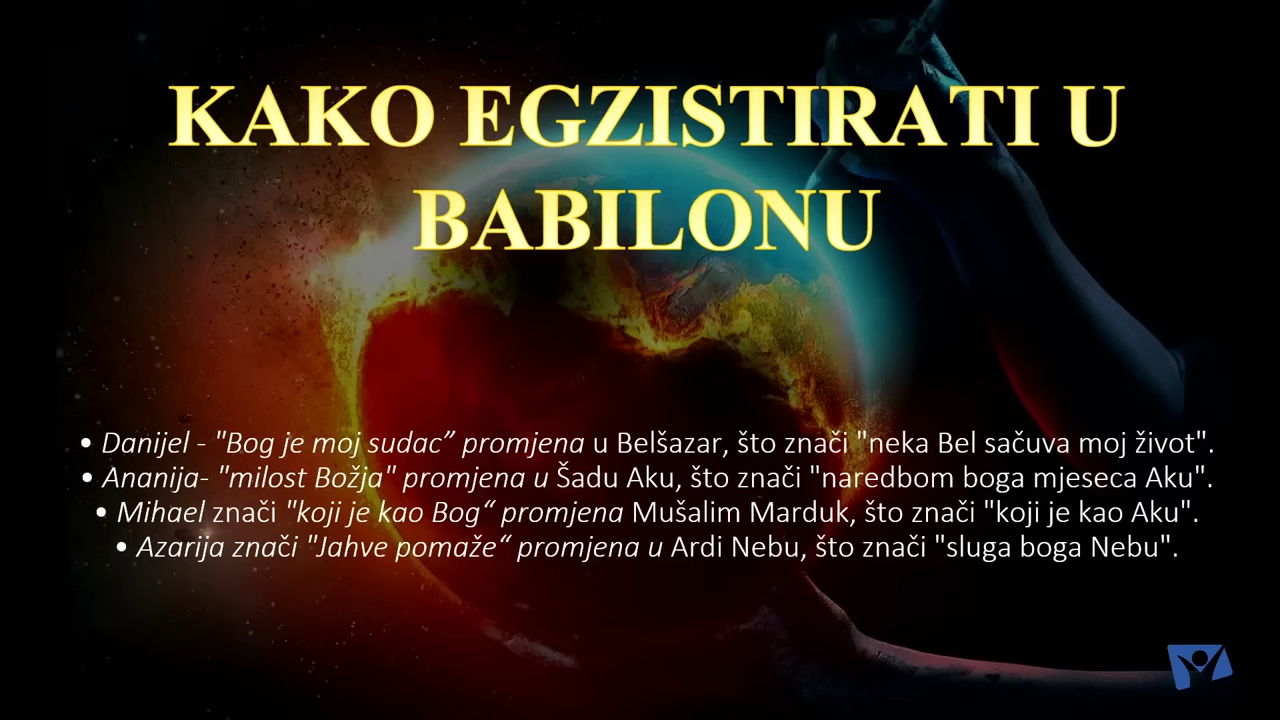 KAKO EGZISTIRATI U
BABILONU
• Danijel - "Bog je moj sudac” promjena u Belšazar, što znači "neka Bel sačuva moj život".
• Ananija- "milost Božja" promjena u Šadu Aku, što znači "naredbom boga mjeseca Aku".
• Mihael znači "koji je kao Bog“ promjena Mušalim Marduk, što znači "koji je kao Aku".
• Azarija znači "Jahve pomaže“ promjena u Ardi Nebu, što znači "sluga boga Nebu".